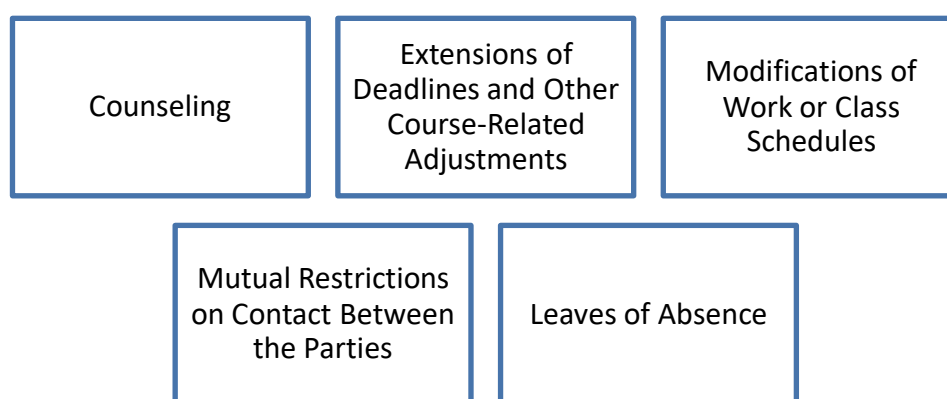 Counseling
Extensions of
Deadlines and Other
Course-Related
Adjustments
Modifications of
Work or Class
Schedules
Mutual Restrictions
on Contact Between
the Parties
Leaves of Absence